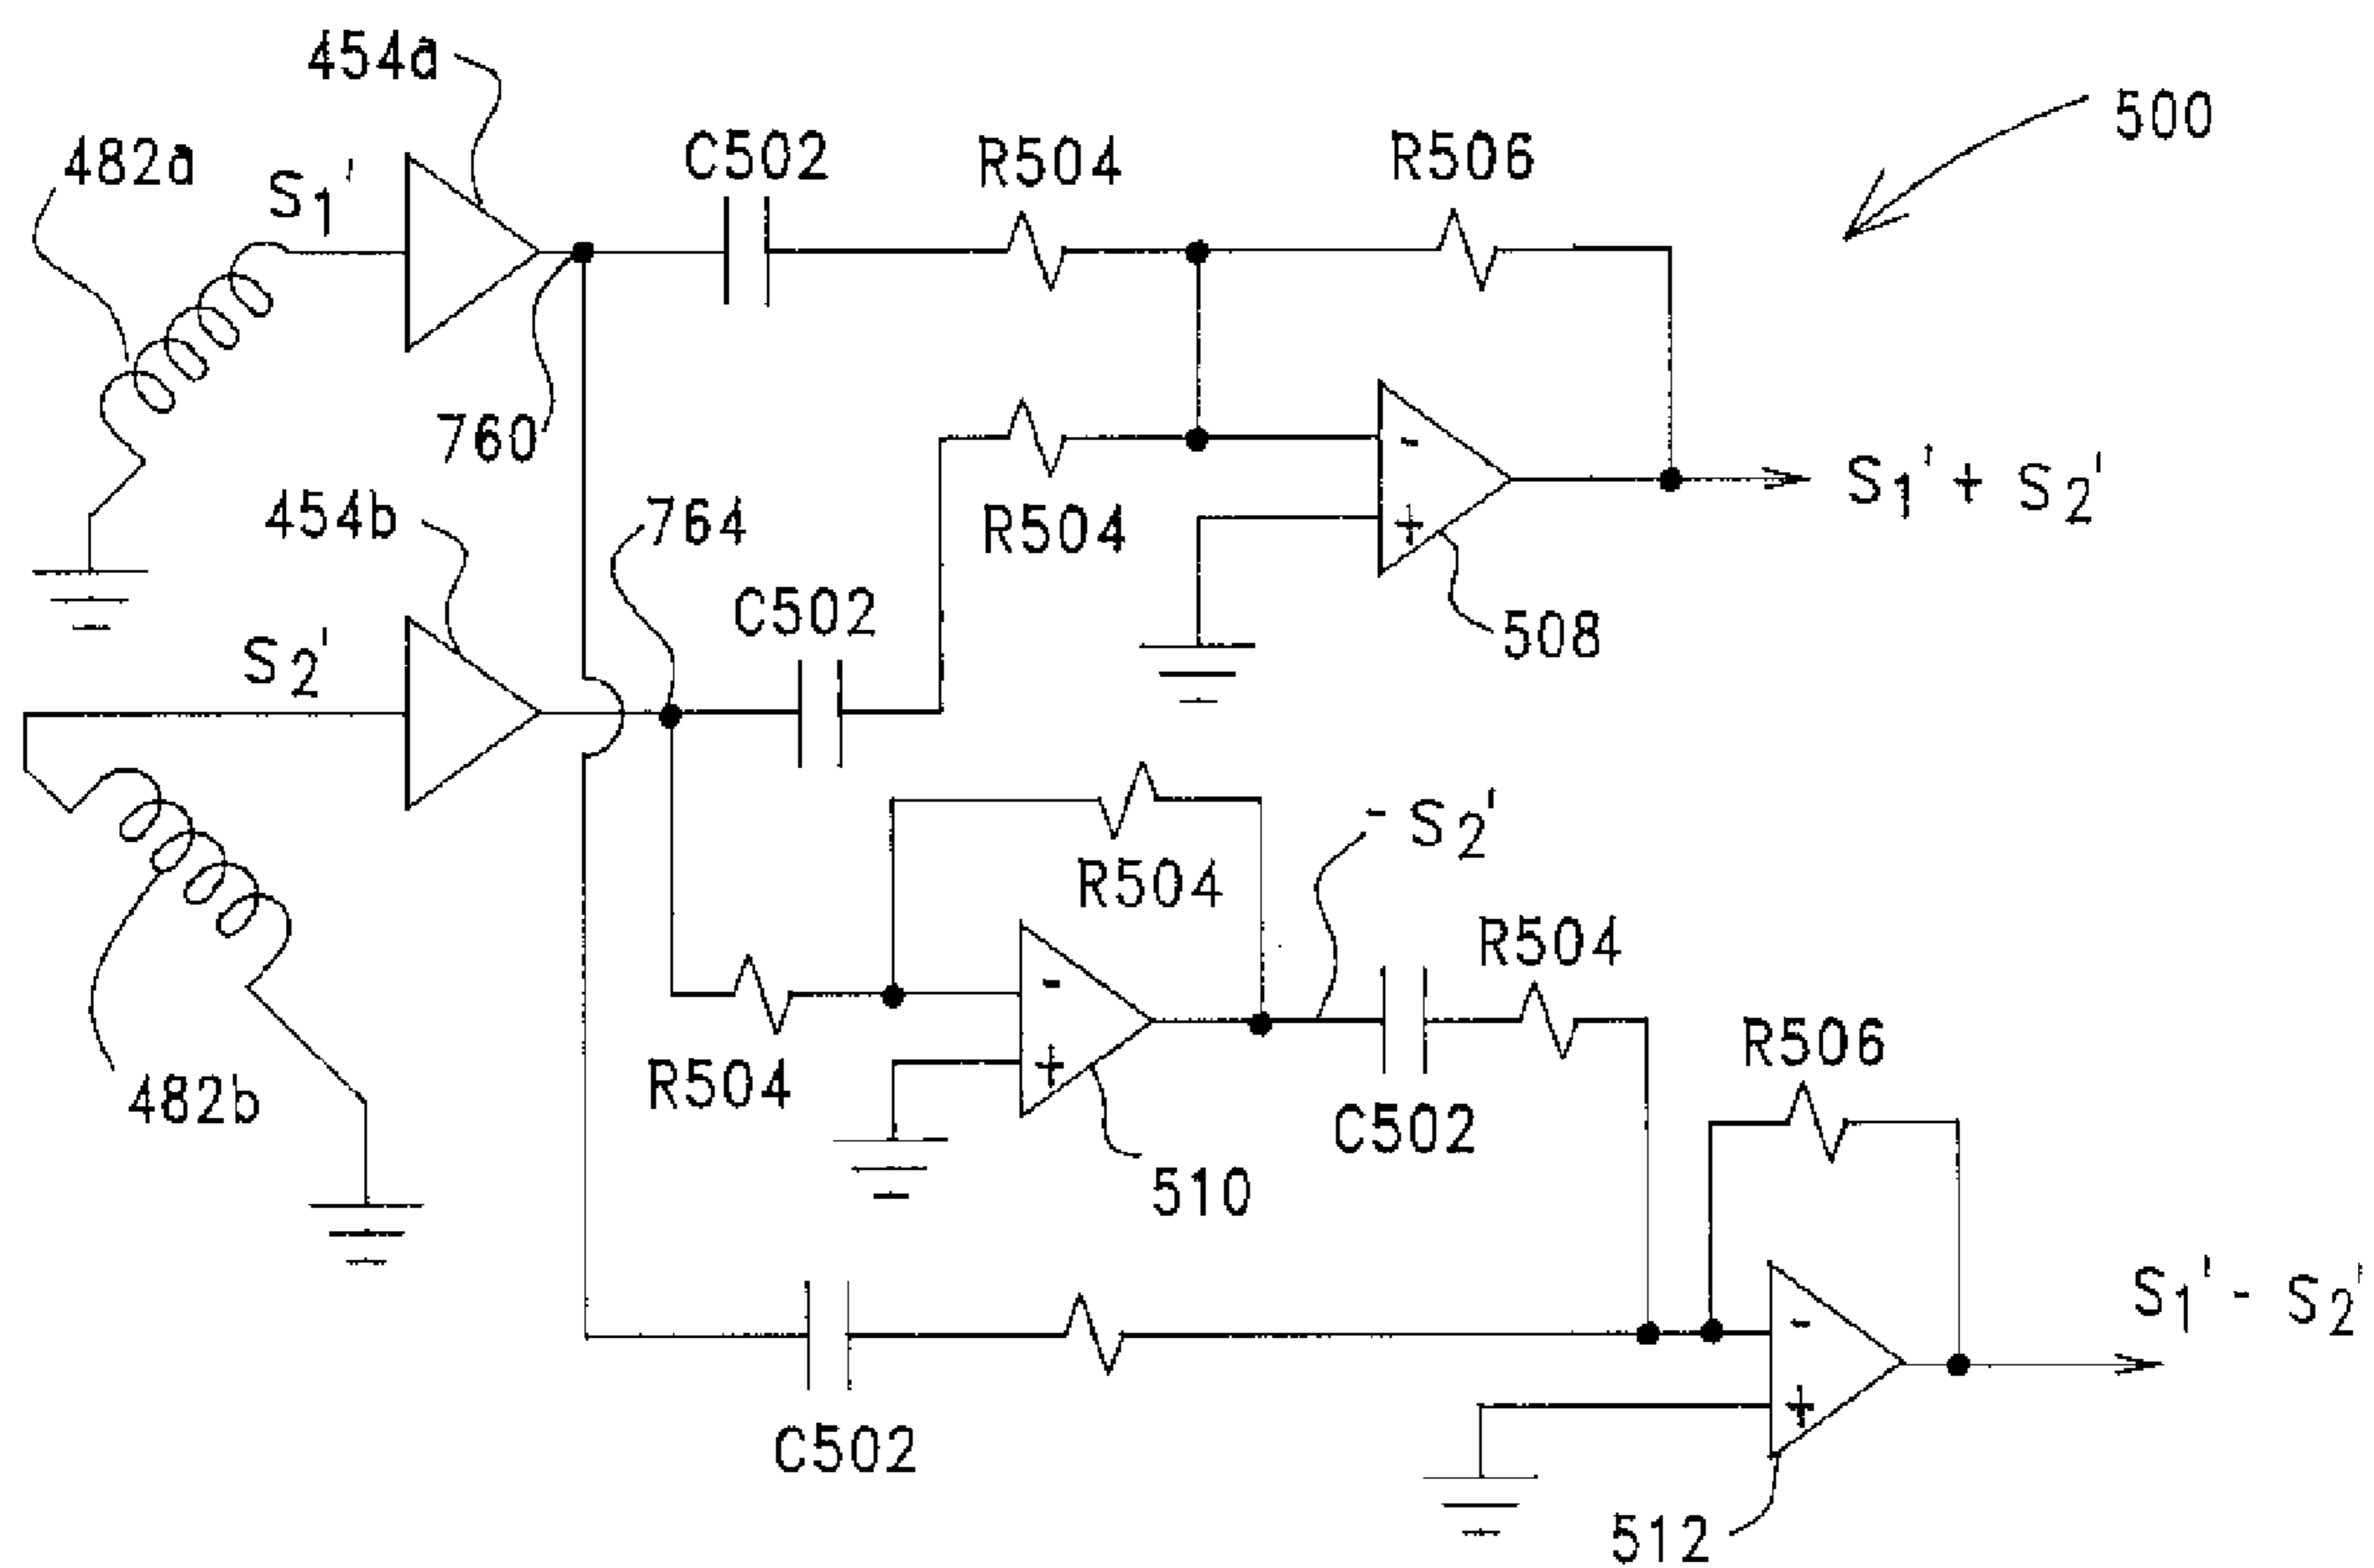 454a
500
482a
S1'
C502
R504
R506
760
-
454b
764
R504
+
S1' + S2'
C502
508
S2'
- S2'
R504
R504
-
R504
+
R506
482b
C502
510
S1' - S2'
-
+
C502
512